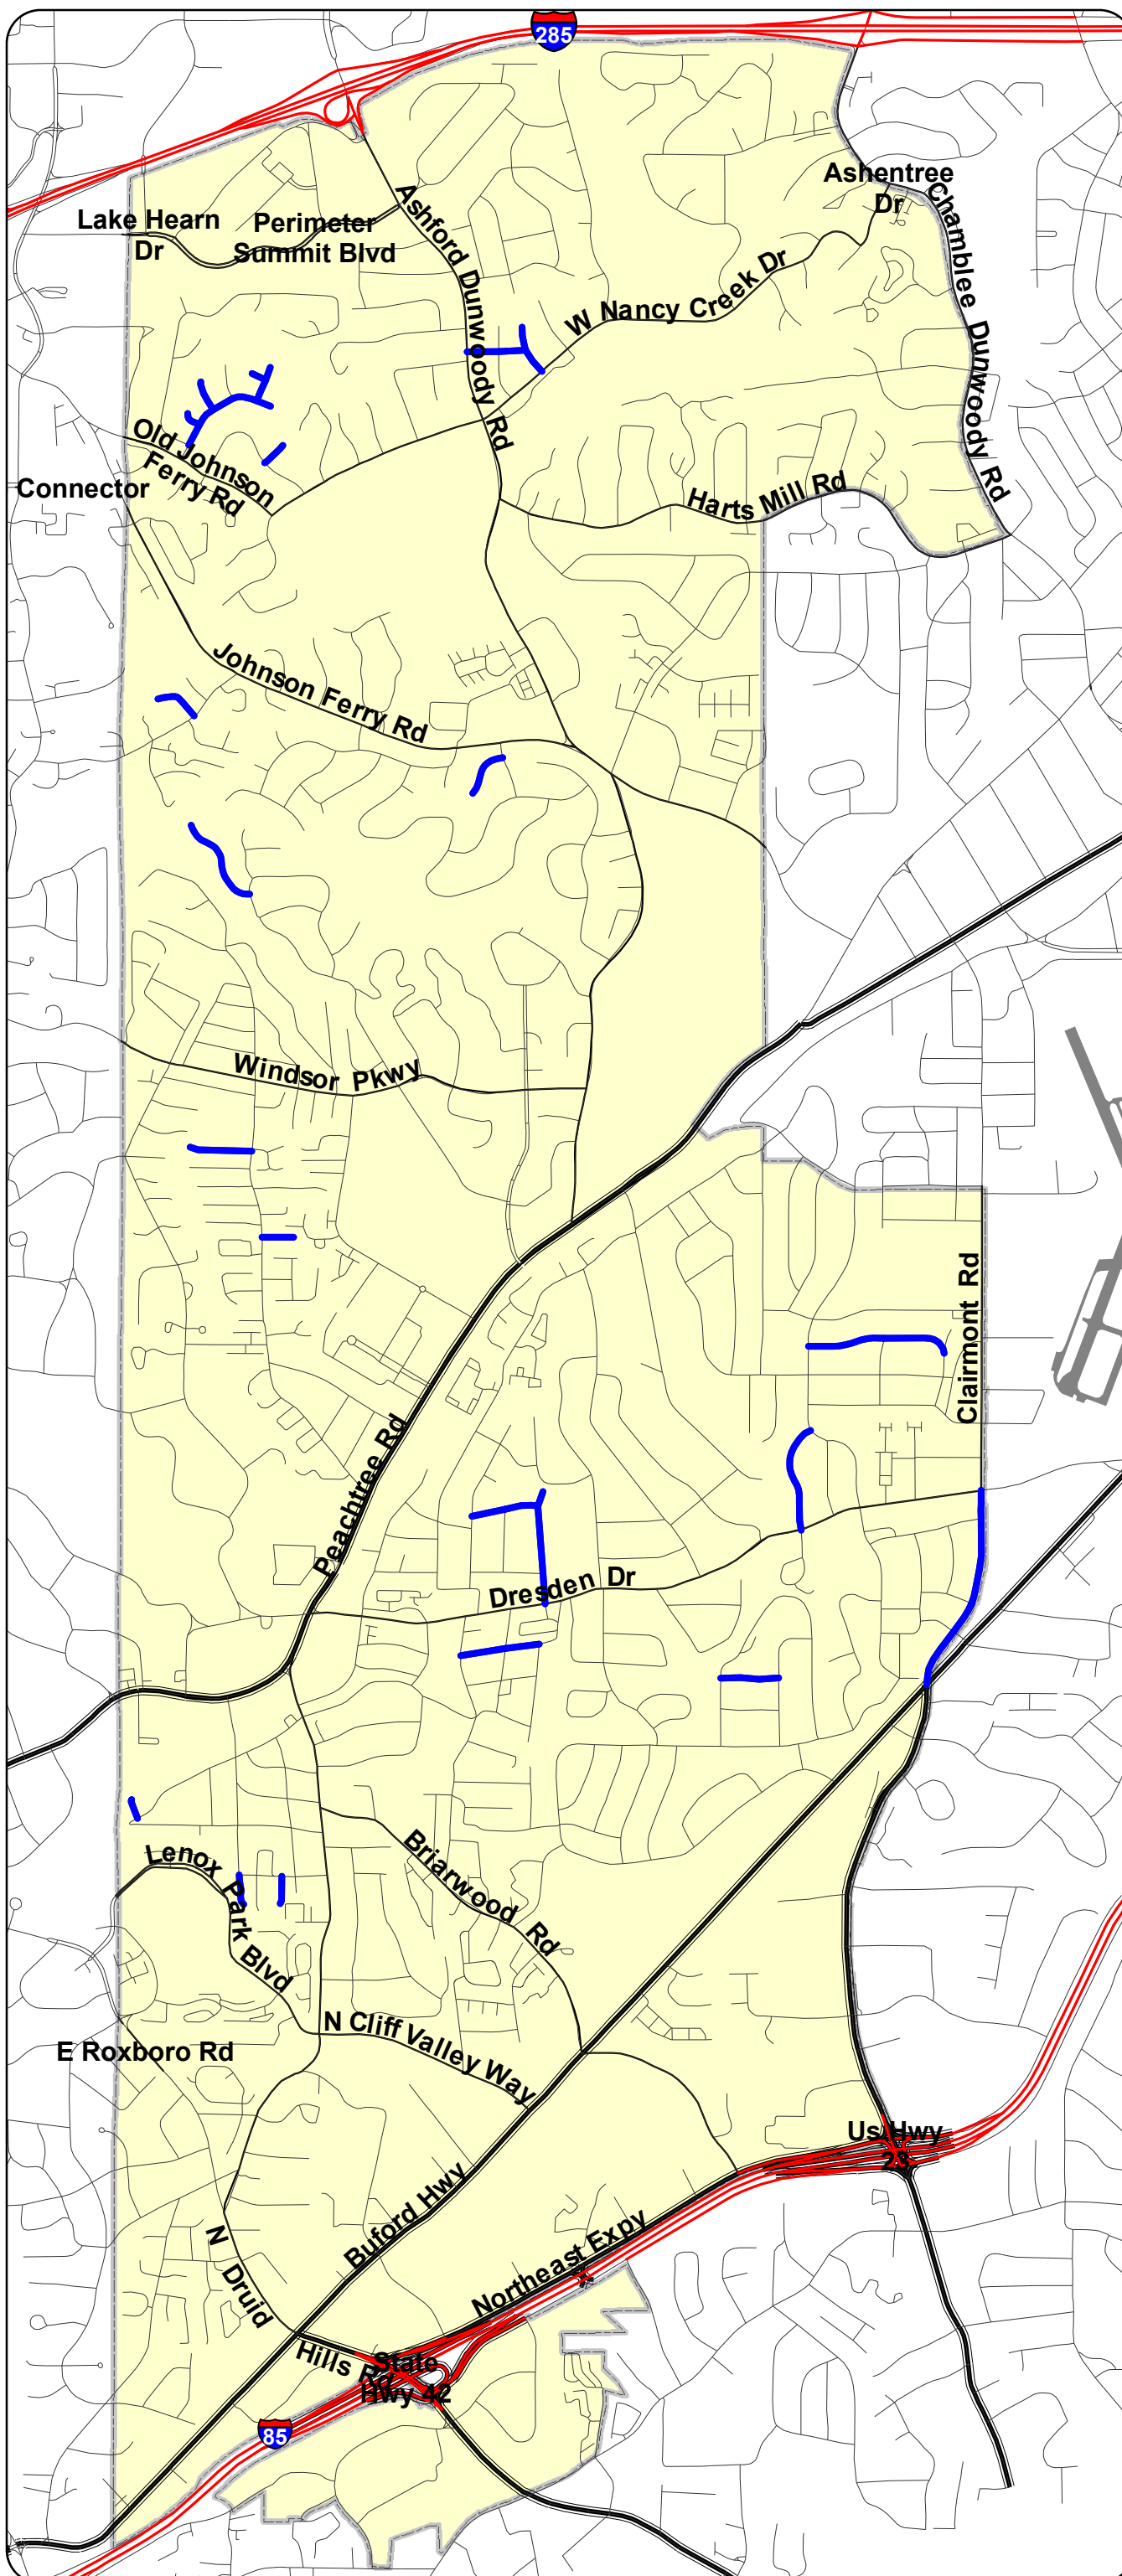 285
Ashentree
Dr
Chamblee Dunwoody Rd
Lake Hearn
Dr
Perimeter
Summit Blvd
Ashford Dunwoody Rd
W Nancy Creek Dr
Old Johnson
Ferry Rd
Connector
Harts Mill Rd
Johnson Ferry Rd
Windsor Pkwy
Clairmont Rd
Peachtree Rd
Dresden Dr
Lenox Park Blvd
Briarwood Rd
N Cliff Valley Way
E Roxboro Rd
Us Hwy
23
Buford Hwy
N Druid
Hills Rd
Northeast Expy
State
Hwy 42
85